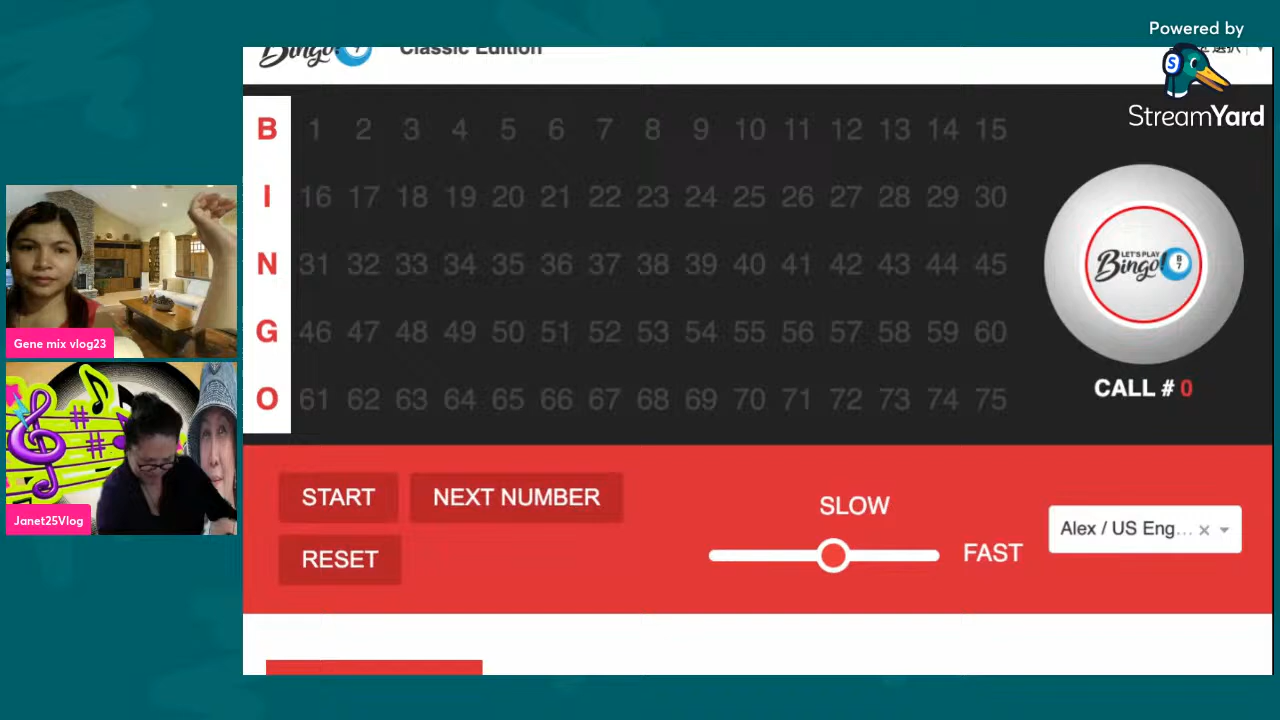 Powered by
StreamYard
Bingo! Classic Edition
選択
B 1 2 3 4 5 6 7 8 9 10 11 12 13 14 15
I 16 17 18 19 20 21 22 23 24 25 26 27 28 29 30
N 31 32 33 34 35 36 37 38 39 40 41 42 43 44 45
G 46 47 48 49 50 51 52 53 54 55 56 57 58 59 60
O 61 62 63 64 65 66 67 68 69 70 71 72 73 74 75
LET'S PLAY
Bingo! B
7
CALL # 0
START NEXT NUMBER
RESET
SLOW
FAST
Alex / US Eng...
Gene mix vlog23
Janet25Vlog